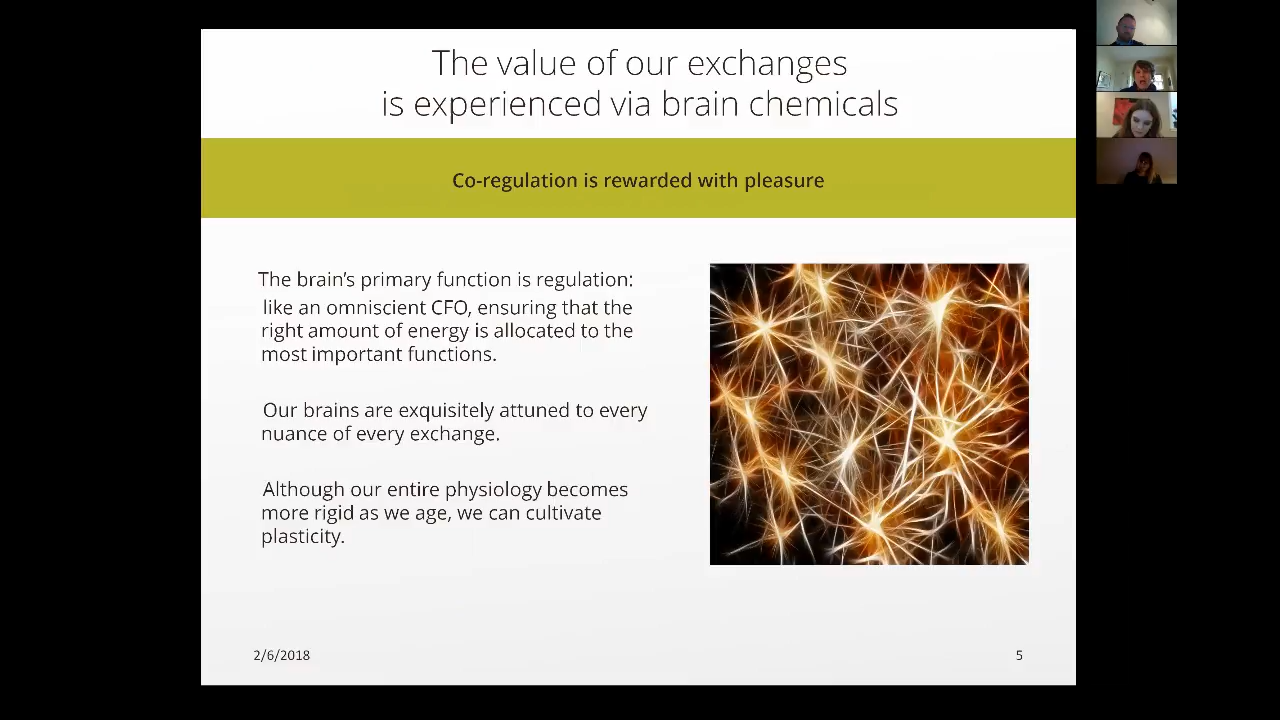 The value of our exchanges
is experienced via brain chemicals
Co-regulation is rewarded with pleasure
The brain’s primary function is regulation:
like an omniscient CFO, ensuring that the
right amount of energy is allocated to the
most important functions.
Our brains are exquisitely attuned to every
nuance of every exchange.
Although our entire physiology becomes
more rigid as we age, we can cultivate
plasticity.
2/6/2018
5